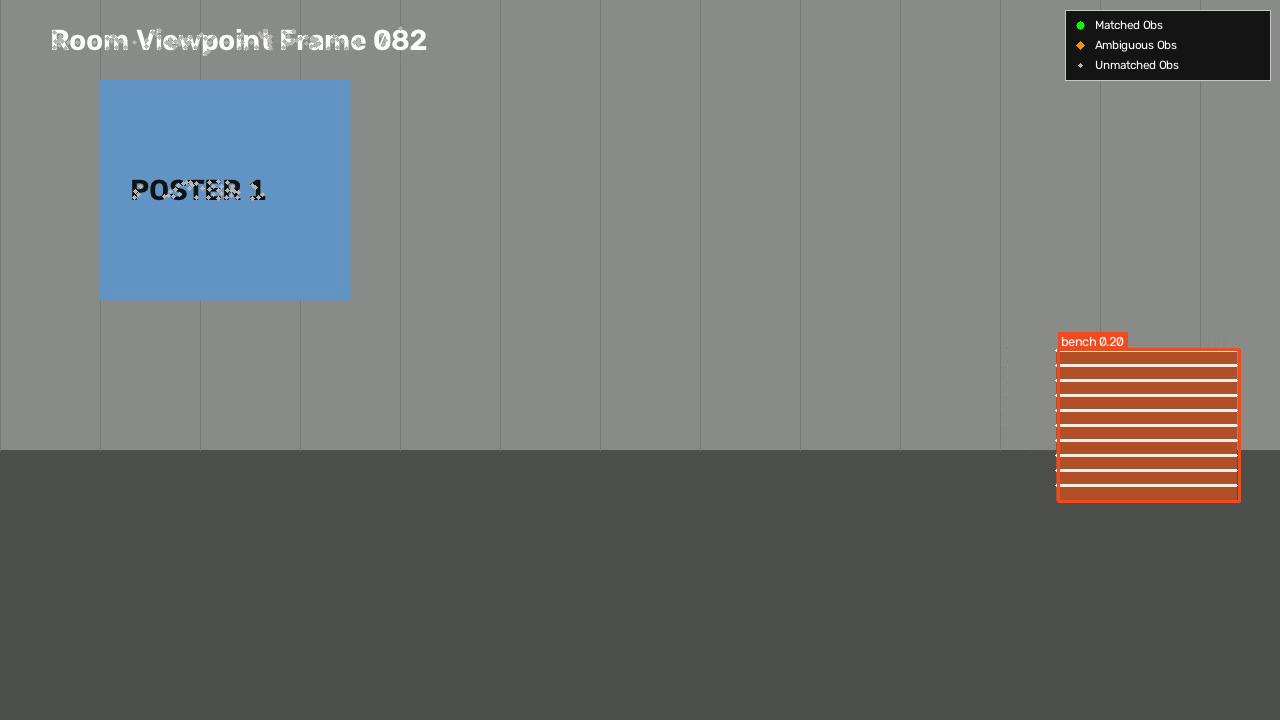 Room Viewpoint Frame 082
Matched Obs
Ambiguous Obs
Unmatched Obs
POSTER 1
bench 0.20